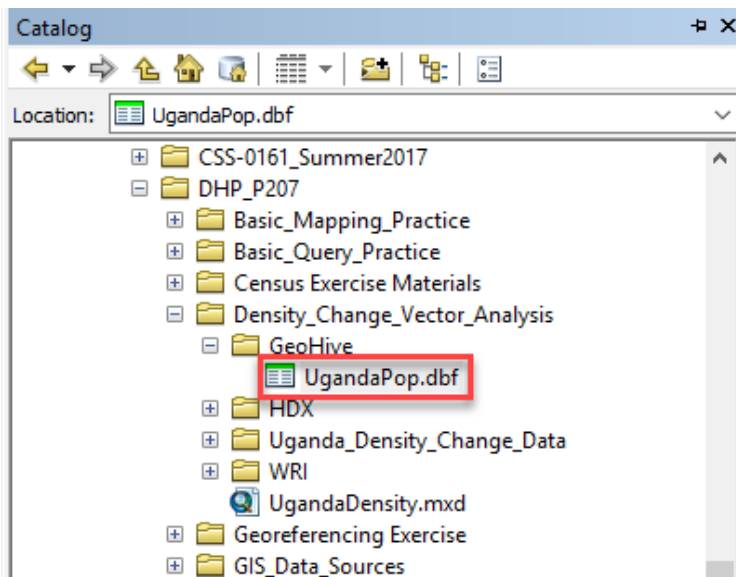 Catalog
Location: UgandaPop.dbf
CSS-0161_Summer2017
DHP_P207
Basic_Mapping_Practice
Basic_Query_Practice
Census Exercise Materials
Density_Change_Vector_Analysis
GeoHive
UgandaPop.dbf
HDX
Uganda_Density_Change_Data
WRI
UgandaDensity.mxd
Georeferencing Exercise
GIS_Data_Sources